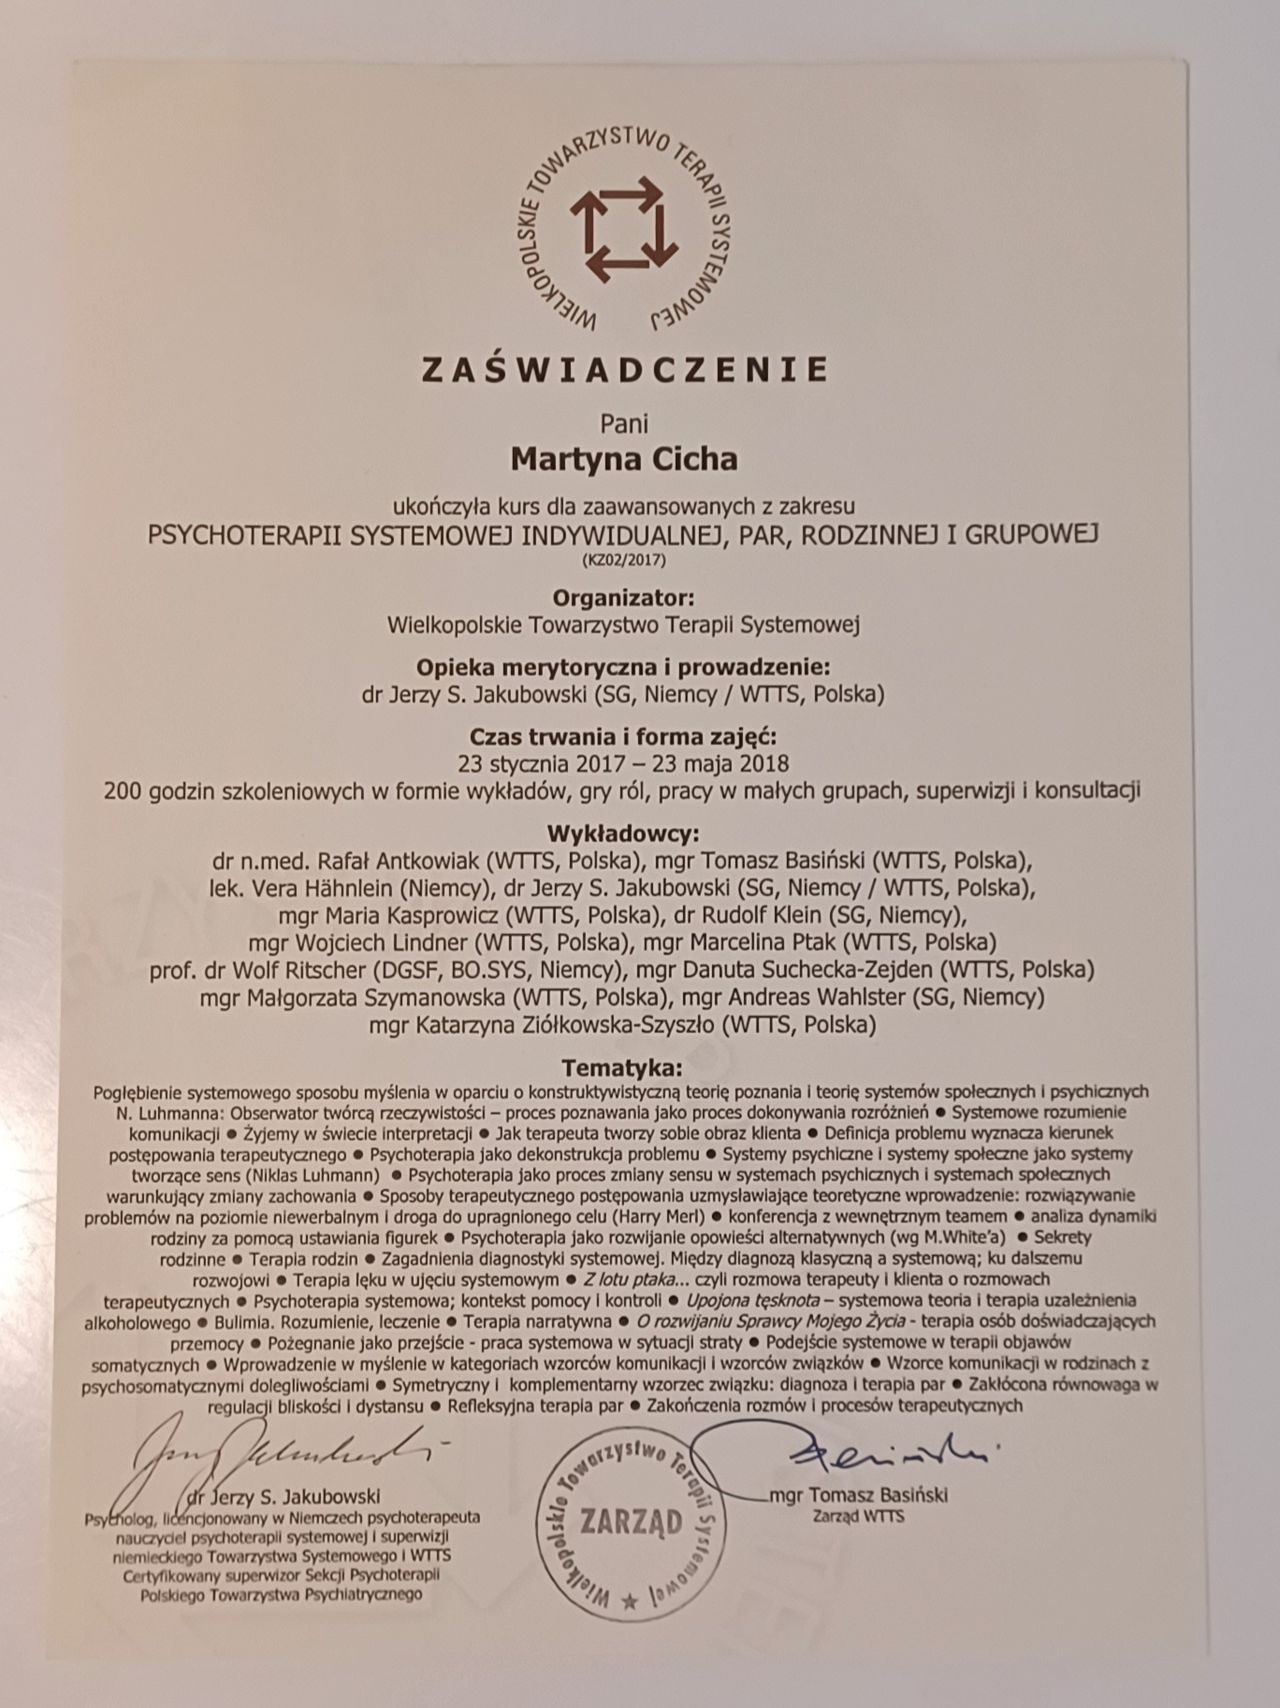 WIELKOPOLSKIE TOWARZYSTWO TERAPII SYSTEMOWEJ
ZAŚWIADCZENIE
Pani
Martyna Cicha
ukończyła kurs dla zaawansowanych z zakresu
PSYCHOTERAPII SYSTEMOWEJ INDYWIDUALNEJ, PAR, RODZINNEJ I GRUPOWEJ
(KZ02/2017)
Organizator:
Wielkopolskie Towarzystwo Terapii Systemowej
Opieka merytoryczna i prowadzenie:
dr Jerzy S. Jakubowski (SG, Niemcy / WTTS, Polska)
Czas trwania i forma zajęć:
23 stycznia 2017 – 23 maja 2018
200 godzin szkoleniowych w formie wykładów, gry ról, pracy w małych grupach, superwizji i konsultacji
Wykładowcy:
dr n.med. Rafał Antkowiak (WTTS, Polska), mgr Tomasz Basiński (WTTS, Polska),
lek. Vera Hähnlein (Niemcy), dr Jerzy S. Jakubowski (SG, Niemcy / WTTS, Polska),
mgr Maria Kasprowicz (WTTS, Polska), dr Rudolf Klein (SG, Niemcy),
mgr Wojciech Lindner (WTTS, Polska), mgr Marcelina Ptak (WTTS, Polska)
prof. dr Wolf Ritscher (DGSF, BO.SYS, Niemcy), mgr Danuta Suchecka-Zejden (WTTS, Polska)
mgr Małgorzata Szymanowska (WTTS, Polska), mgr Andreas Wahlster (SG, Niemcy)
mgr Katarzyna Ziółkowska-Szyszło (WTTS, Polska)
Tematyka:
Pogłębienie systemowego sposobu myślenia w oparciu o konstruktywistyczną teorię poznania i teorię systemów społecznych i psychicznych
N. Luhmanna: Obserwator twórcą rzeczywistości – proces poznawania jako proces dokonywania rozróżnień ● Systemowe rozumienie
komunikacji ● Żyjemy w świecie interpretacji ● Jak terapeuta tworzy sobie obraz klienta ● Definicja problemu wyznacza kierunek
postępowania terapeutycznego ● Psychoterapia jako dekonstrukcja problemu ● Systemy psychiczne i systemy społeczne jako systemy
tworzące sens (Niklas Luhmann) ● Psychoterapia jako proces zmiany sensu w systemach psychicznych i systemach społecznych
warunkujący zmiany zachowania ● Sposoby terapeutycznego postępowania uzmysławiające teoretyczne wprowadzenie: rozwiązywanie
problemów na poziomie niewerbalnym i droga do upragnionego celu (Harry Merl) ● konferencja z wewnętrznym teamem ● analiza dynamiki
rodziny za pomocą ustawiania figurek ● Psychoterapia jako rozwijanie opowieści alternatywnych (wg M.White'a) ● Sekrety
rodzinne ● Terapia rodzin ● Zagadnienia diagnostyki systemowej. Między diagnozą klasyczną a systemową; ku dalszemu
rozwojowi ● Terapia lęku w ujęciu systemowym ● Z lotu ptaka... czyli rozmowa terapeuty i klienta o rozmowach
terapeutycznych ● Psychoterapia systemowa; kontekst pomocy i kontroli ● Upojona tęsknota – systemowa teoria i terapia uzależnienia
alkoholowego ● Bulimia. Rozumienie, leczenie ● Terapia narratywna ● O rozwijaniu Sprawcy Mojego Życia - terapia osób doświadczających
przemocy ● Pożegnanie jako przejście - praca systemowa w sytuacji straty ● Podejście systemowe w terapii objawów
somatycznych ● Wprowadzenie w myślenie w kategoriach wzorców komunikacji i wzorców związków ● Wzorce komunikacji w rodzinach z
psychosomatycznymi dolegliwościami ● Symetryczny i komplementarny wzorzec związku: diagnoza i terapia par ● Zakłócona równowaga w
regulacji bliskości i dystansu ● Refleksyjna terapia par ● Zakończenia rozmów i procesów terapeutycznych
dr Jerzy S. Jakubowski
Psycholog, licencjonowany w Niemczech psychoterapeuta
nauczyciel psychoterapii systemowej i superwizji
niemieckiego Towarzystwa Systemowego i WTTS
Certyfikowany superwizor Sekcji Psychoterapii
Polskiego Towarzystwa Psychiatrycznego
Wielkopolskie Towarzystwo Terapii Systemowej
ZARZĄD
mgr Tomasz Basiński
Zarząd WTTS